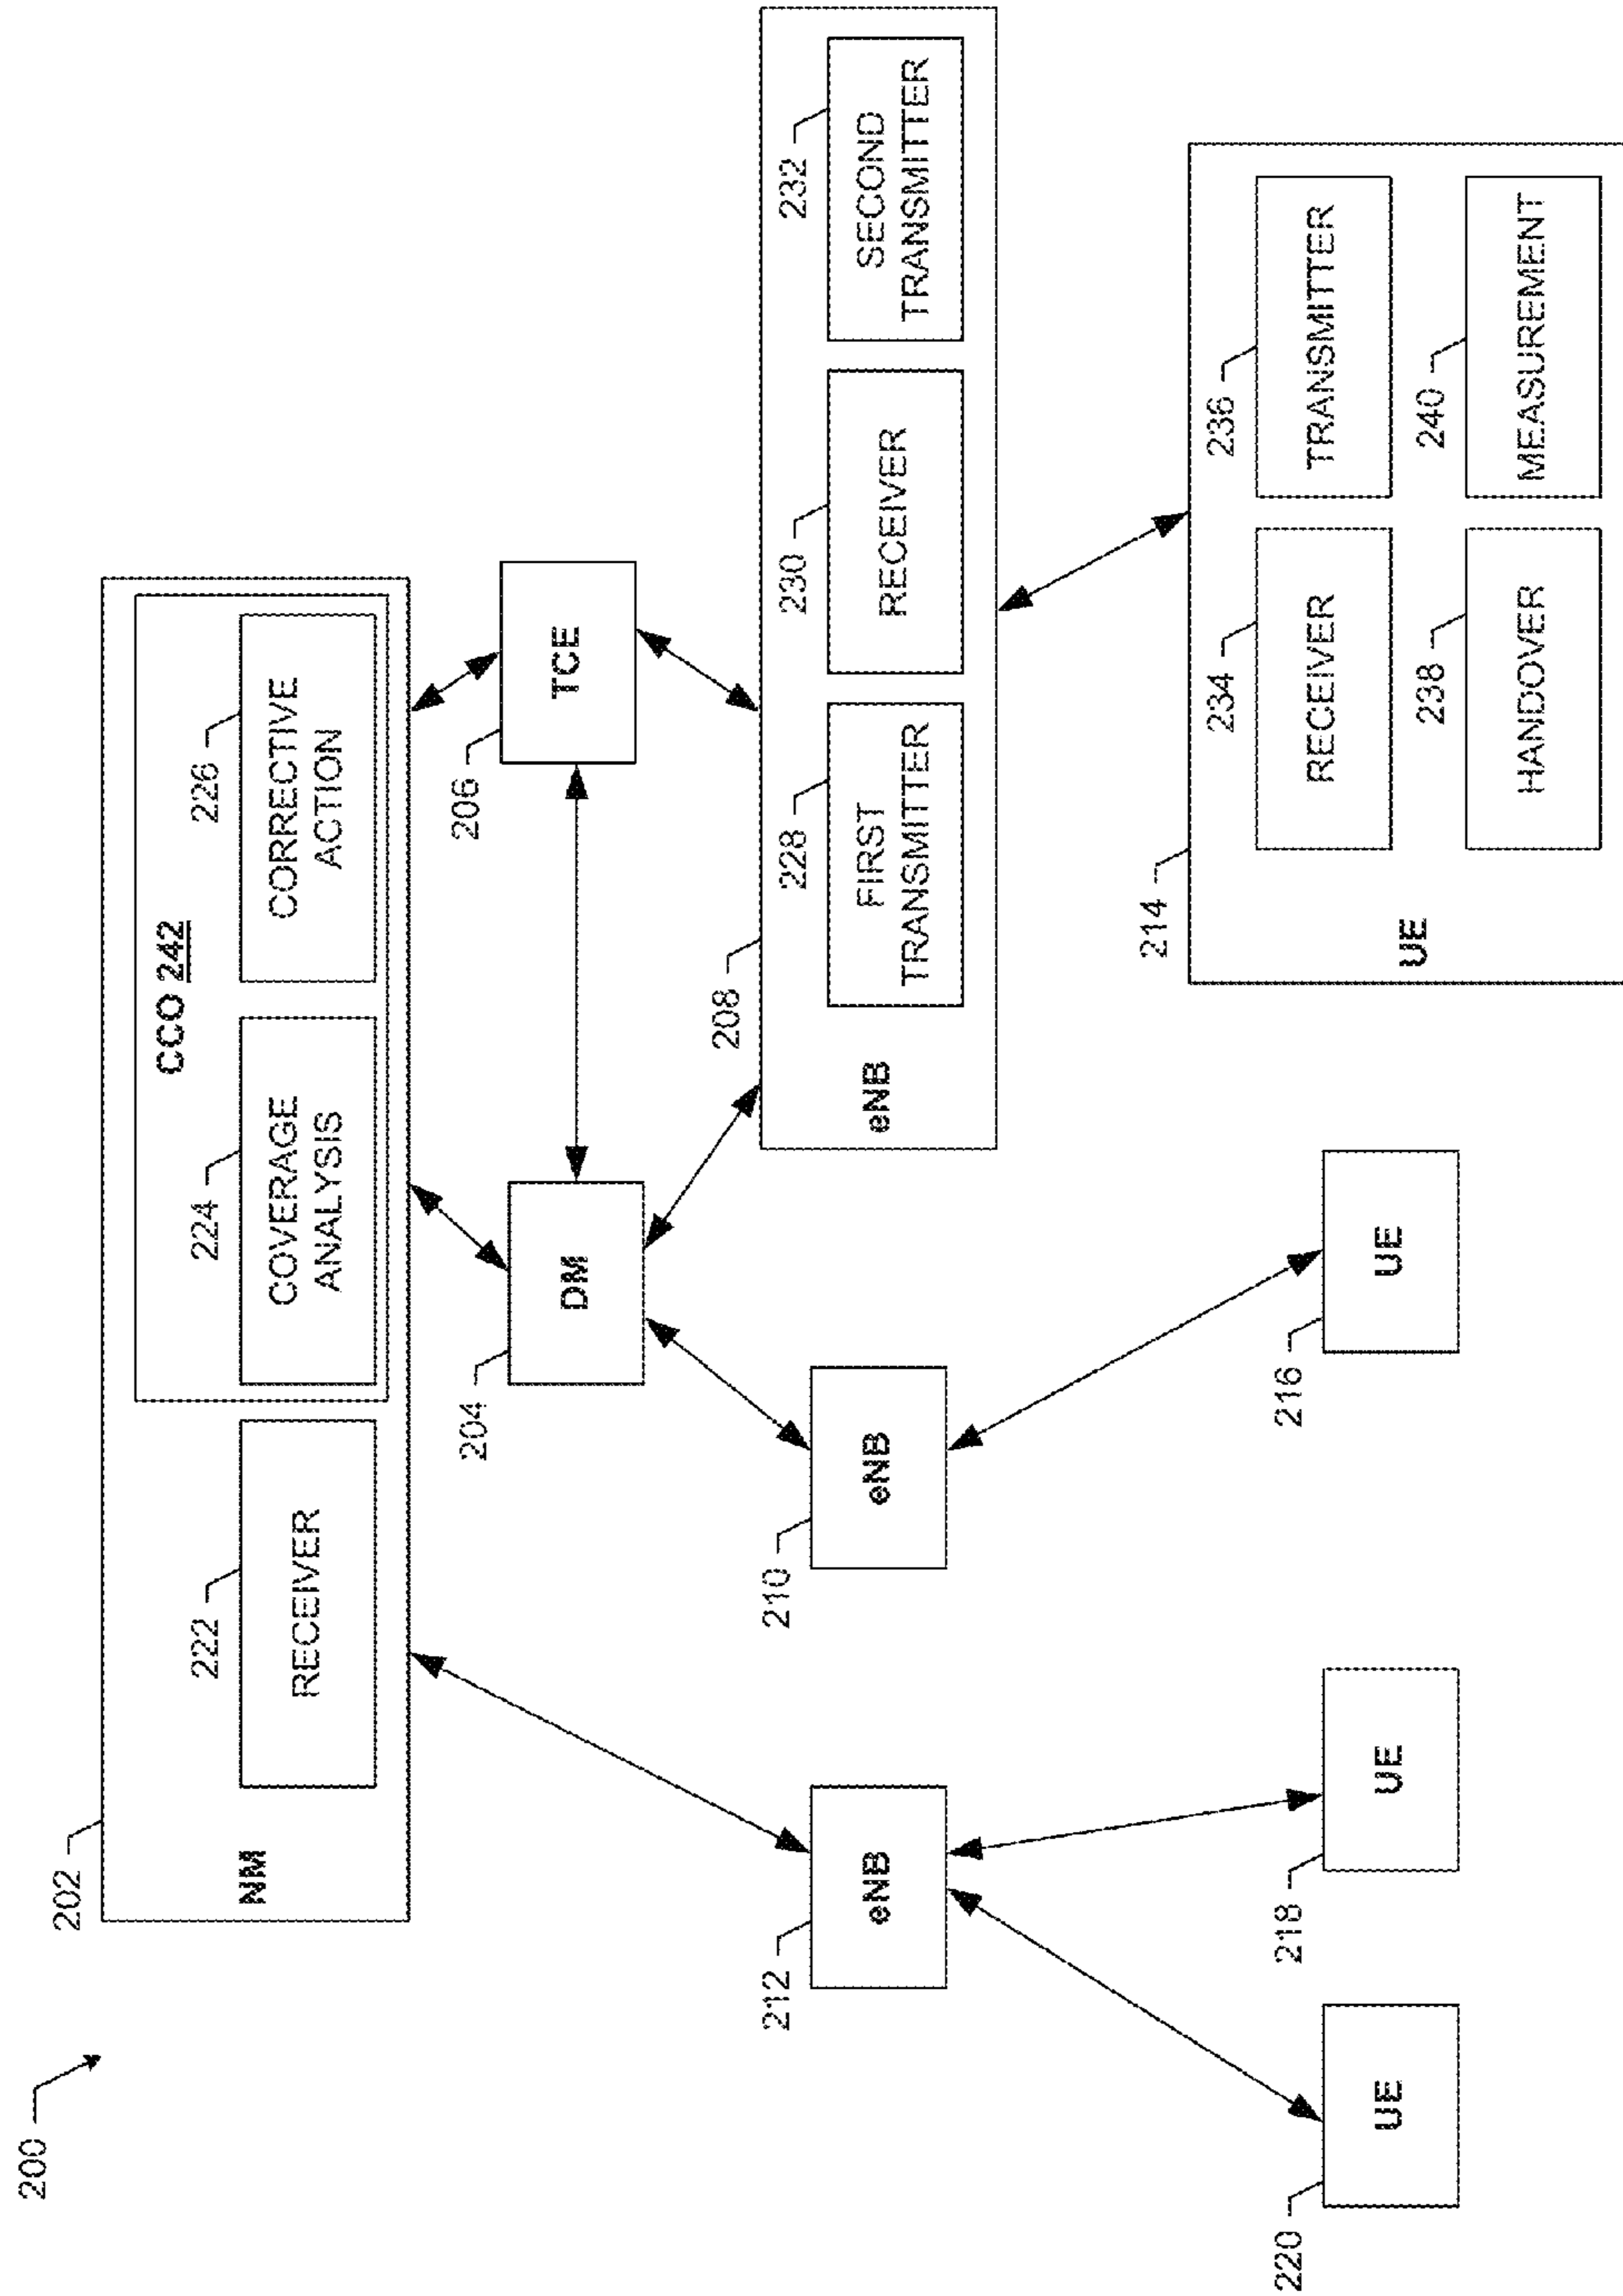 200
202
NM
222
RECEIVER
CCO 242
224
COVERAGE
ANALYSIS
226
CORRECTIVE
ACTION
204
DM
206
TCE
212
eNB
210
eNB
208
eNB
228
FIRST
TRANSMITTER
230
RECEIVER
232
SECOND
TRANSMITTER
220
UE
218
UE
216
UE
214
UE
234
RECEIVER
236
TRANSMITTER
238
HANDOVER
240
MEASUREMENT